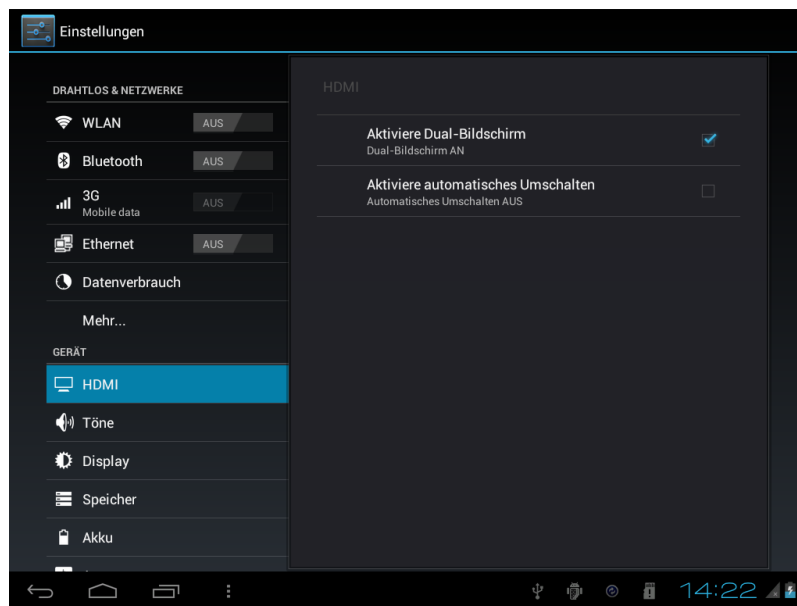 Einstellungen
DRAHTLOS & NETZWERKE
WLAN AUS
Bluetooth AUS
3G AUS
Mobile data
Ethernet AUS
Datenverbrauch
Mehr...
GERÄT
HDMI
Töne
Display
Speicher
Akku
HDMI
Aktiviere Dual-Bildschirm
Dual-Bildschirm AN
Aktiviere automatisches Umschalten
Automatisches Umschalten AUS
14:22